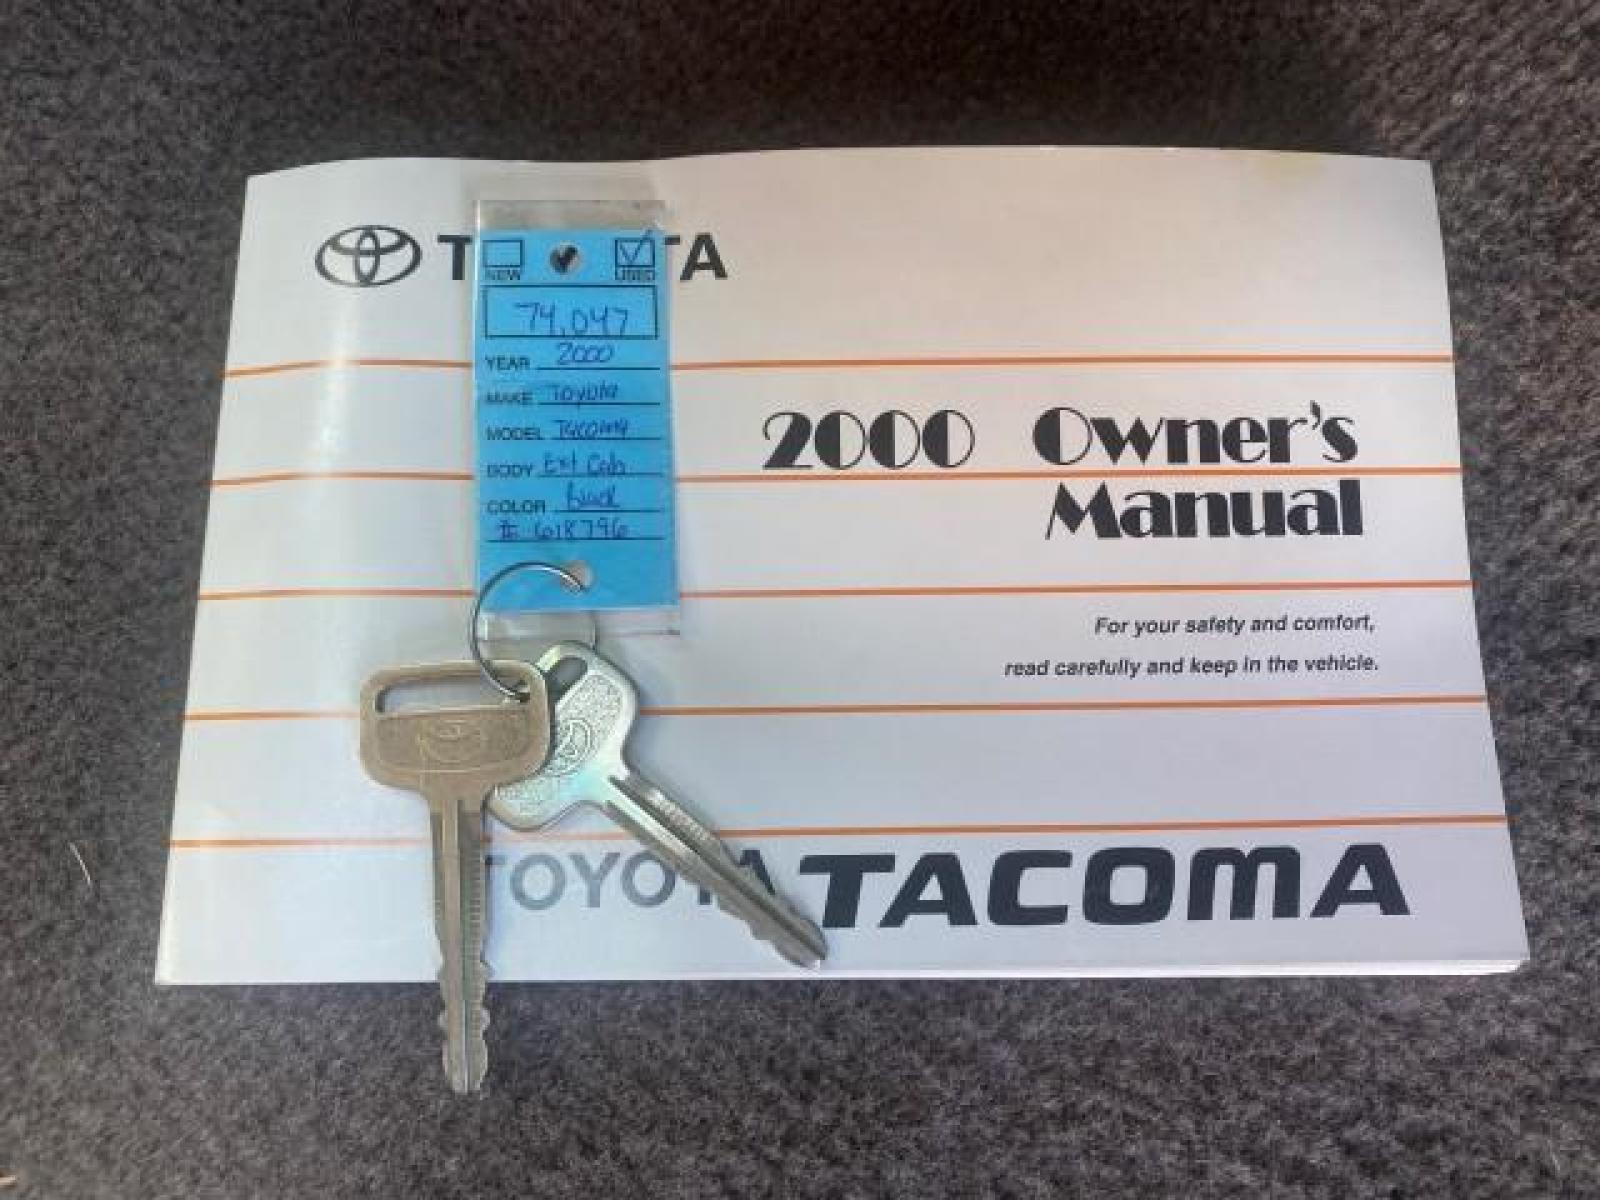 TOYOTA
NEW USED
74,047
YEAR 2000
MAKE Toyota
MODEL Tacoma
BODY Ext Cab
COLOR Black
# 618796
2000 Owner's
Manual
For your safety and comfort,
read carefully and keep in the vehicle.
TOYOTA TACOMA